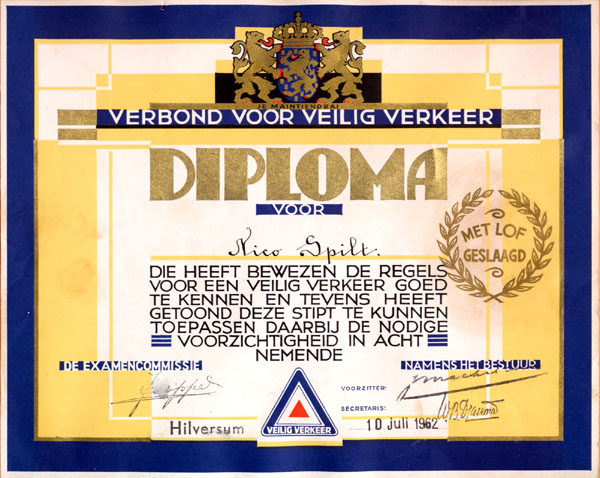 JE MAINTIENDRAI
VERBOND VOOR VEILIG VERKEER
DIPLOMA
VOOR
Nico Spilt.
MET LOF
GESLAAGD
DIE HEEFT BEWEZEN DE REGELS
VOOR EEN VEILIG VERKEER GOED
TE KENNEN EN TEVENS HEEFT
GETOOND DEZE STIPT TE KUNNEN
TOEPASSEN DAARBIJ DE NODIGE
VOORZICHTIGHEID IN ACHT
NEMENDE
DE EXAMENCOMMISSIE
NAMENS HET BESTUUR
VOORZITTER:
SECRETARIS:
Hilversum
VEILIG VERKEER
10 Juli 1962